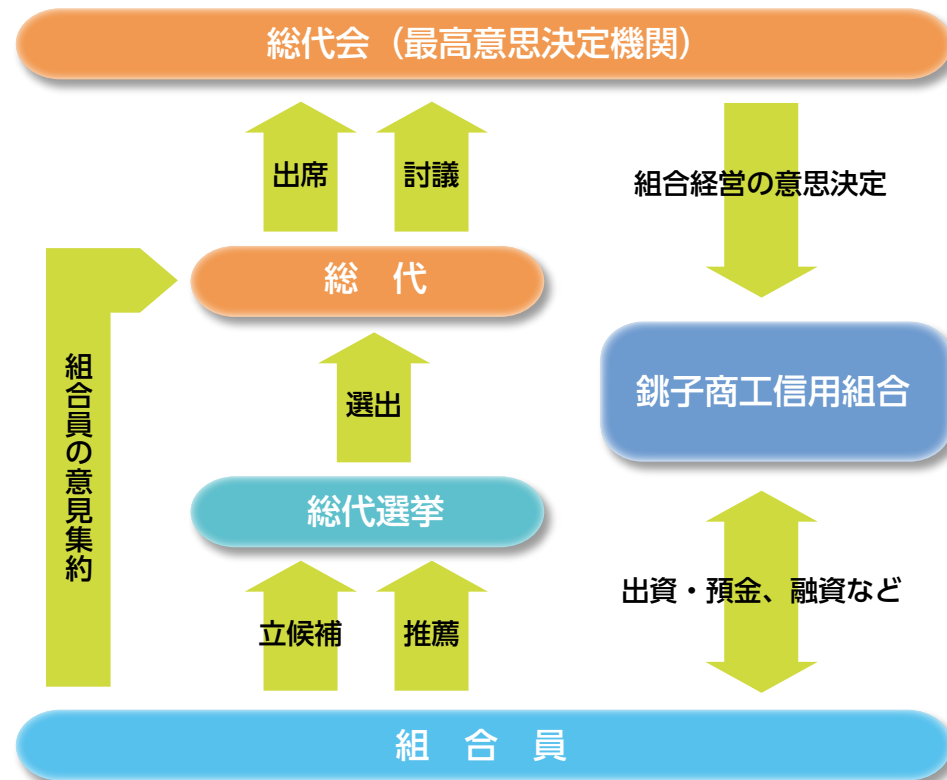 総代会（最高意思決定機関）
出席
討議
組合経営の意思決定
総　代
組合員の意見集約
選出
銚子商工信用組合
総代選挙
立候補
推薦
出資・預金、融資など
組　合　員